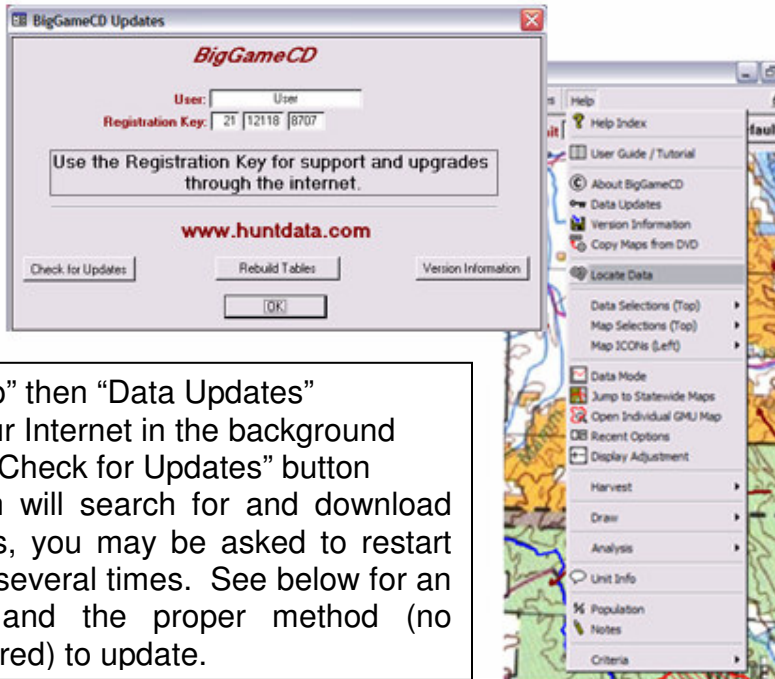 BigGameCD Updates
BigGameCD
User: User
Registration Key: 21 12118 8707
Use the Registration Key for support and upgrades
through the internet.
www.huntdata.com
Check for Updates Rebuild Tables Version Information
OK
Help
Help Index
User Guide / Tutorial
About BigGameCD
Data Updates
Version Information
Copy Maps from DVD
Locate Data
Data Selections (Top)
Map Selections (Top)
Map ICONs (Left)
Data Mode
Jump to Statewide Maps
Open Individual GMU Map
Recent Options
Display Adjustment
Harvest
Draw
Analysis
Unit Info
Population
Notes
Criteria
” then “Data Updates”
Internet in the background
Check for Updates” button
will search for and download
you may be asked to restart
several times. See below for an
and the proper method (no
to update.